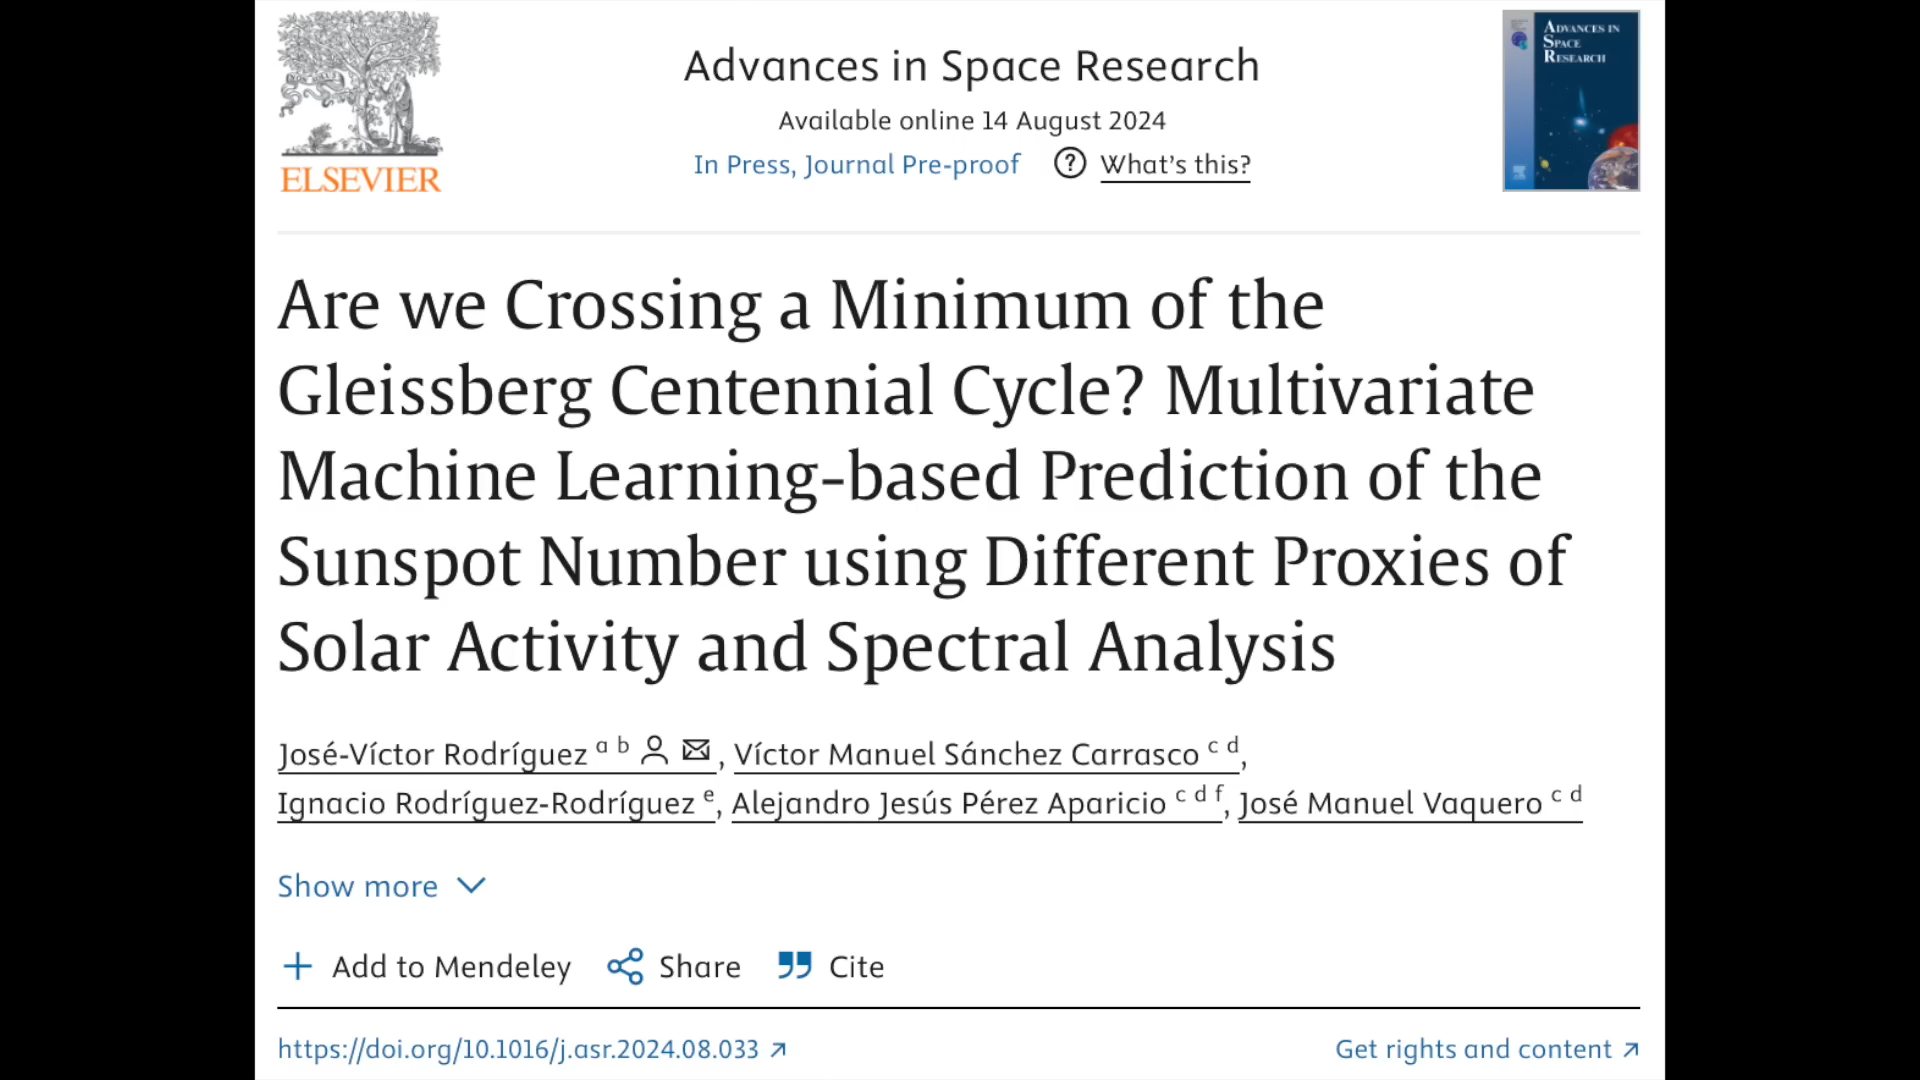 ELSEVIER
Advances in Space Research
Available online 14 August 2024
In Press, Journal Pre-proof ? What's this?
ADVANCES IN
SPACE
RESEARCH
Are we Crossing a Minimum of the
Gleissberg Centennial Cycle? Multivariate
Machine Learning-based Prediction of the
Sunspot Number using Different Proxies of
Solar Activity and Spectral Analysis
José-Víctor Rodríguez a b, Víctor Manuel Sánchez Carrasco c d,
Ignacio Rodríguez-Rodríguez e, Alejandro Jesús Pérez Aparicio c d f, José Manuel Vaquero c d
Show more
Add to Mendeley Share Cite
https://doi.org/10.1016/j.asr.2024.08.033 Get rights and content